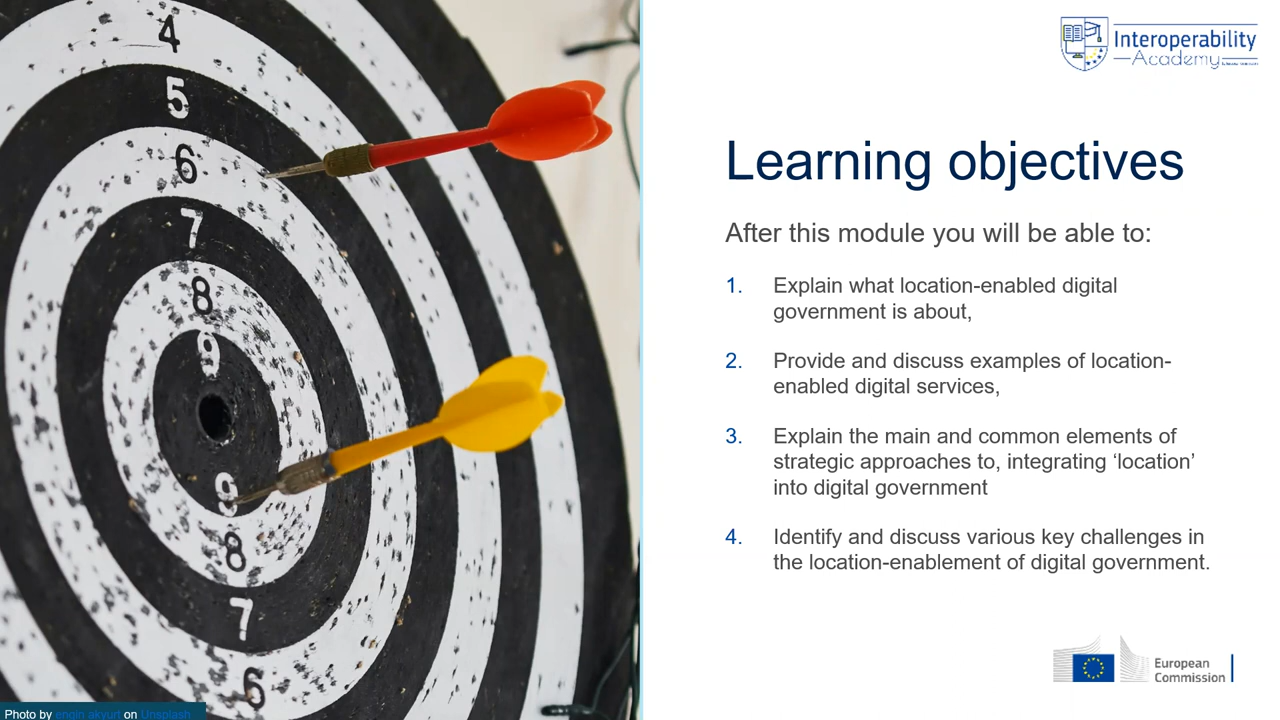 4
5
6
7
8
9
9
8
7
6
Photo by engin akyurt on Unsplash
Interoperability
Academy
Learning objectives
After this module you will be able to:
1. Explain what location-enabled digital
government is about,
2. Provide and discuss examples of location-
enabled digital services,
3. Explain the main and common elements of
strategic approaches to, integrating ‘location’
into digital government
4. Identify and discuss various key challenges in
the location-enablement of digital government.
European
Commission